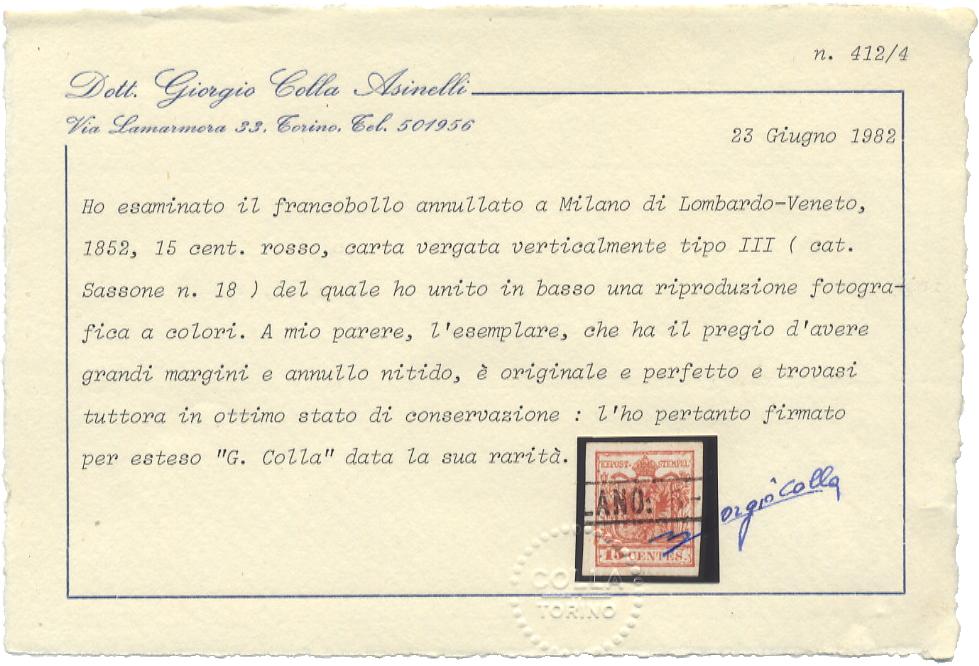 n. 412/4
Dott. Giorgio Colla Asinelli
Via Lamarmora 33. Torino. Tel. 501956
23 Giugno 1982
Ho esaminato il francobollo annullato a Milano di Lombardo-Veneto,
1852, 15 cent. rosso, carta vergata verticalmente tipo III ( cat.
Sassone n. 18 ) del quale ho unito in basso una riproduzione fotogra-
fica a colori. A mio parere, l'esemplare, che ha il pregio d'avere
grandi margini e annullo nitido, è originale e perfetto e trovasi
tuttora in ottimo stato di conservazione : l'ho pertanto firmato
per esteso "G. Colla" data la sua rarità.
KKPOST-STEMPEL
ANO:
15 CENTES.
Giorgio Colla
COLLA
TORINO